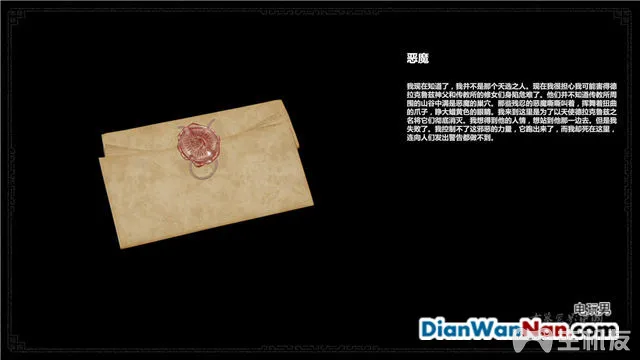 恶魔
我现在知道了，我并不是那个天选之人。现在我很担心我可能害得德
拉克鲁兹神父和传教所的修女们身陷危难了。他们并不知道传教所周
围的山谷中满是恶魔的巢穴。那些残忍的恶魔嘶嘶叫着，挥舞着扭曲
的爪子，睁大蜡黄色的眼睛。我来到这里是为了以天使德拉克鲁兹之
名将它们彻底消灭。我想得到他的人情，想站到他那一边去。但是我
失败了。我控制不了这邪恶的力量，它跑出来了，而我却死在这里，
连向人们发出警告都做不到。
电玩男
DianWanNan.com